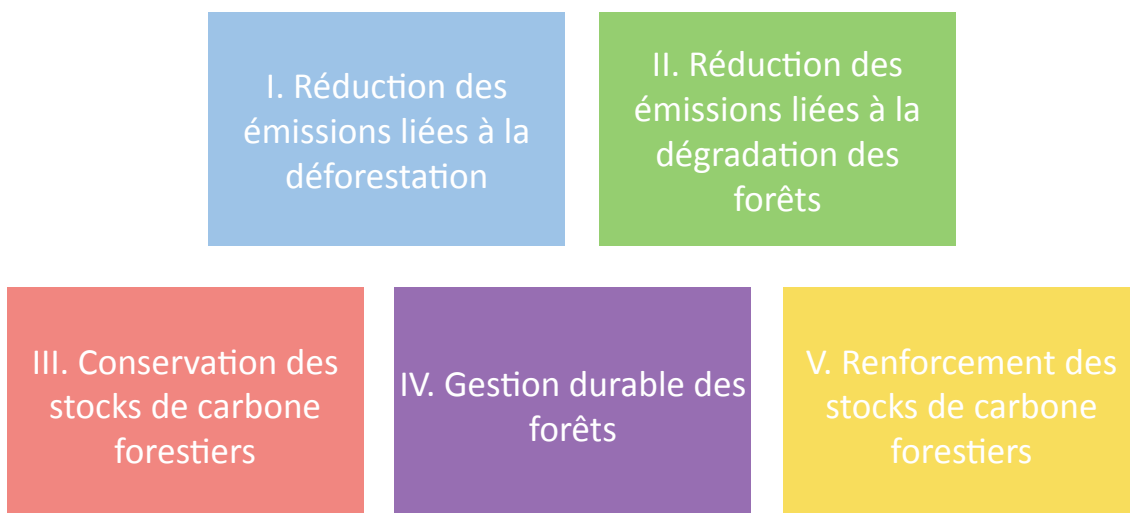 I. Réduction des
émissions liées à la
déforestation
II. Réduction des
émissions liées à la
dégradation des
forêts
III. Conservation des
stocks de carbone
forestiers
IV. Gestion durable des
forêts
V. Renforcement des
stocks de carbone
forestiers